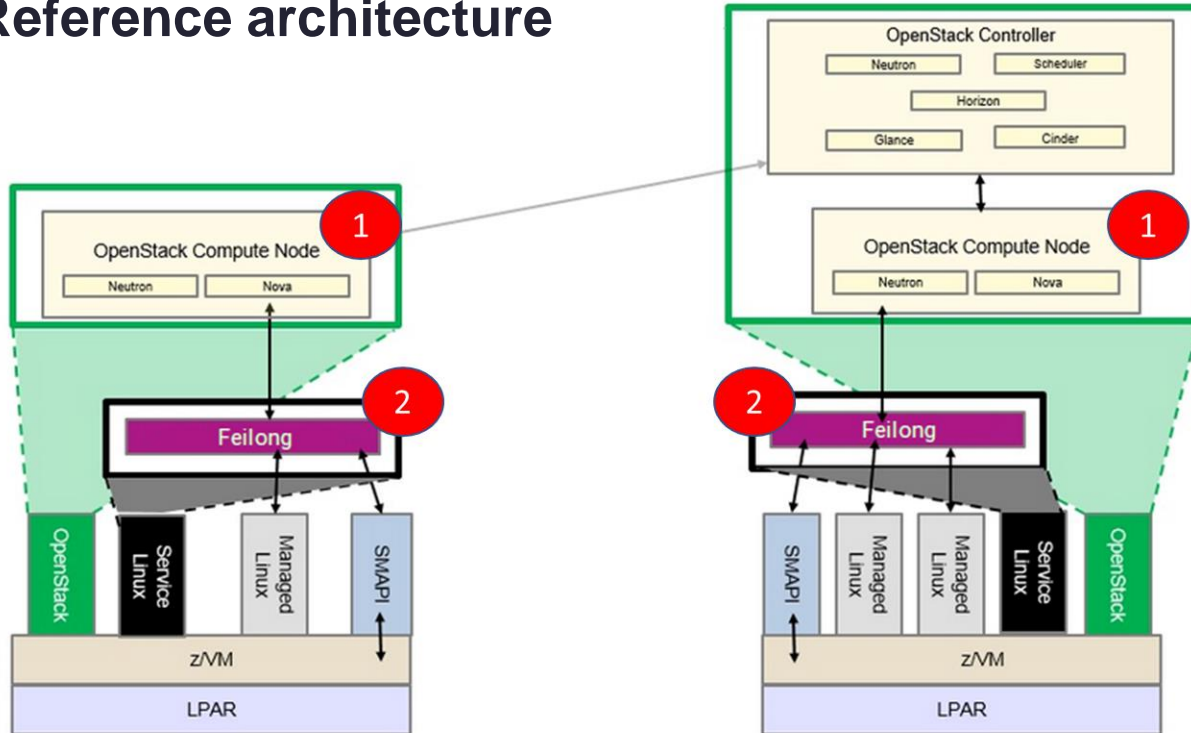 Reference architecture
OpenStack Controller
Neutron
Scheduler
Horizon
Glance
Cinder
1
OpenStack Compute Node
Neutron
Nova
1
OpenStack Compute Node
Neutron
Nova
2
Feilong
2
Feilong
OpenStack
Service
Linux
Managed
Linux
SMAPI
z/VM
LPAR
SMAPI
Managed
Linux
Managed
Linux
Service
Linux
OpenStack
z/VM
LPAR